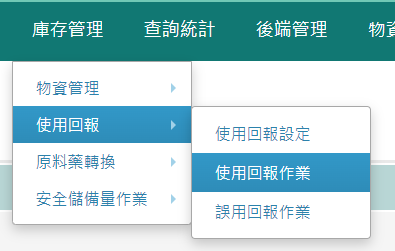 庫存管理 查詢統計 後端管理 物資
物資管理
使用回報
原料藥轉換
安全儲備量作業
使用回報設定
使用回報作業
誤用回報作業